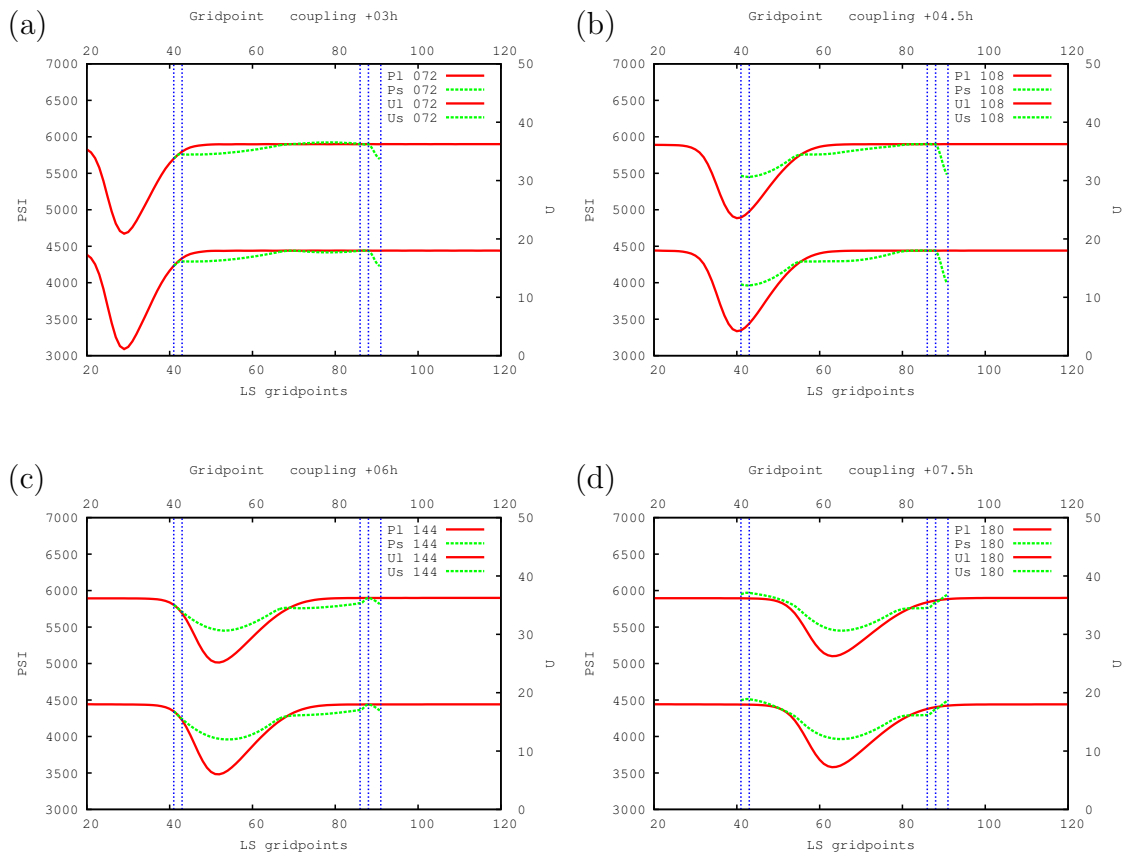 (a)
Gridpoint coupling +03h
20 40 60 80 100 120
7000 50
Pl 072
6500 Ps 072
Ul 072
Us 072 40
6000
5500 30
PSI 5000 U
4500 20
4000
10
3500
3000 0
20 40 60 80 100 120
LS gridpoints
(b)
Gridpoint coupling +04.5h
20 40 60 80 100 120
7000 50
Pl 108
6500 Ps 108
Ul 108
Us 108 40
6000
5500 30
PSI 5000 U
4500 20
4000
10
3500
3000 0
20 40 60 80 100 120
LS gridpoints
(c)
Gridpoint coupling +06h
20 40 60 80 100 120
7000 50
Pl 144
6500 Ps 144
Ul 144
Us 144 40
6000
5500 30
PSI 5000 U
4500 20
4000
10
3500
3000 0
20 40 60 80 100 120
LS gridpoints
(d)
Gridpoint coupling +07.5h
20 40 60 80 100 120
7000 50
Pl 180
6500 Ps 180
Ul 180
Us 180 40
6000
5500 30
PSI 5000 U
4500 20
4000
10
3500
3000 0
20 40 60 80 100 120
LS gridpoints